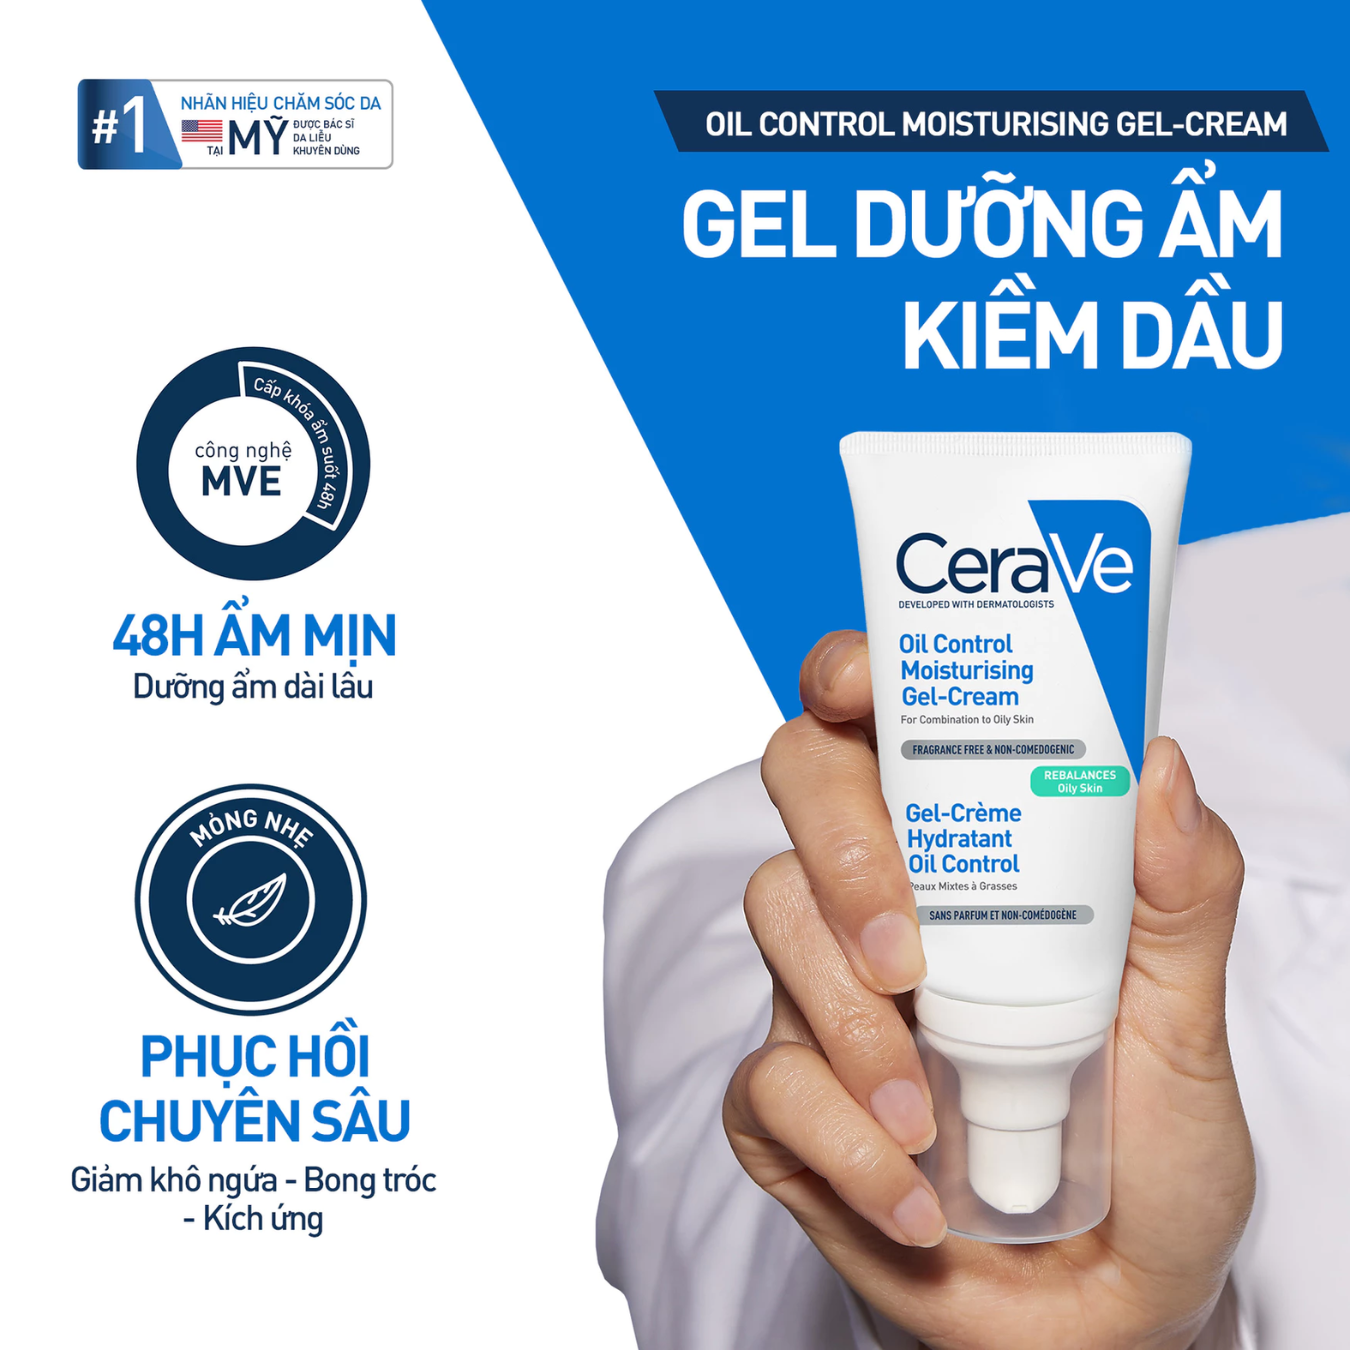 #1
NHÃN HIỆU CHĂM SÓC DA
TẠI MỸ
ĐƯỢC BÁC SĨ
DA LIỄU
KHUYÊN DÙNG
OIL CONTROL MOISTURISING GEL-CREAM
GEL DƯỠNG ẨM
KIỀM DẦU
Cấp khóa ẩm suốt 48h
công nghệ
MVE
48H ẨM MỊN
Dưỡng ẩm dài lâu
MỎNG NHẸ
PHỤC HỒI
CHUYÊN SÂU
Giảm khô ngứa - Bong tróc
- Kích ứng
CeraVe
DEVELOPED WITH DERMATOLOGISTS
Oil Control
Moisturising
Gel-Cream
For Combination to Oily Skin
FRAGRANCE FREE & NON-COMEDOGENIC
REBALANCES
Oily Skin
Gel-Crème
Hydratant
Oil Control
Peaux Mixtes à Grasses
SANS PARFUM ET NON-COMÉDOGÈNE